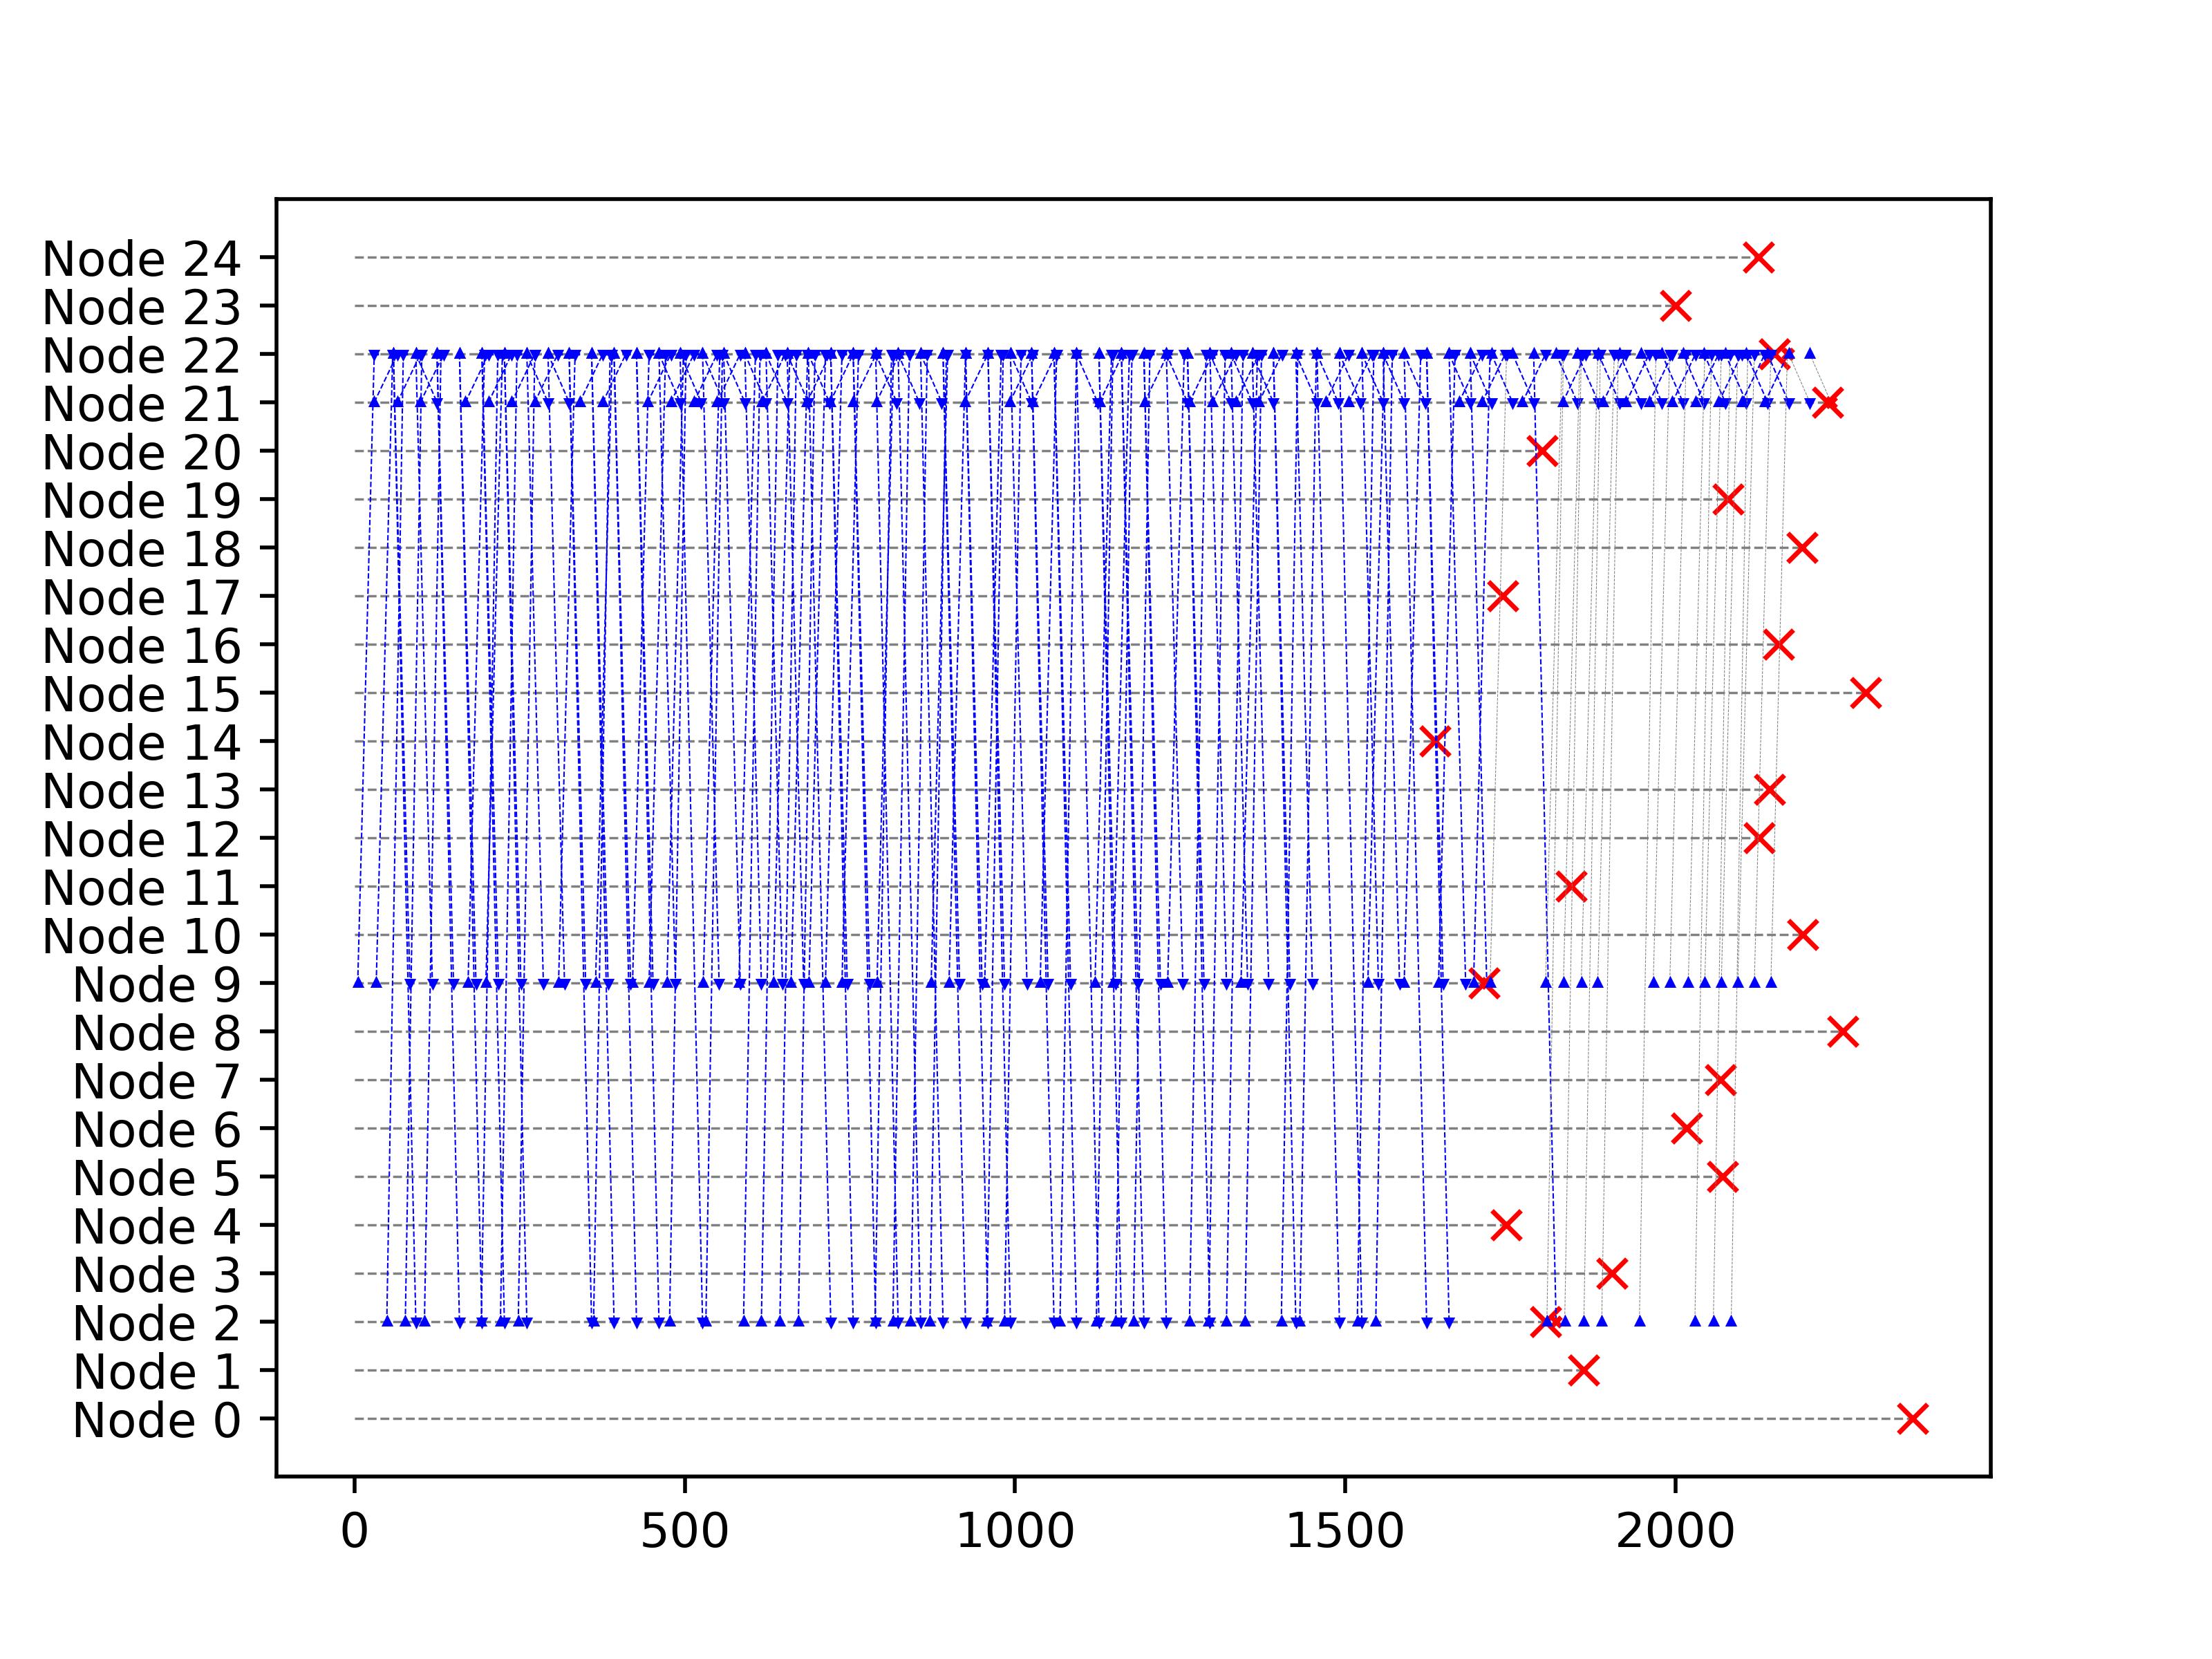 Node 24
Node 23
Node 22
Node 21
Node 20
Node 19
Node 18
Node 17
Node 16
Node 15
Node 14
Node 13
Node 12
Node 11
Node 10
Node 9
Node 8
Node 7
Node 6
Node 5
Node 4
Node 3
Node 2
Node 1
Node 0
0 500 1000 1500 2000